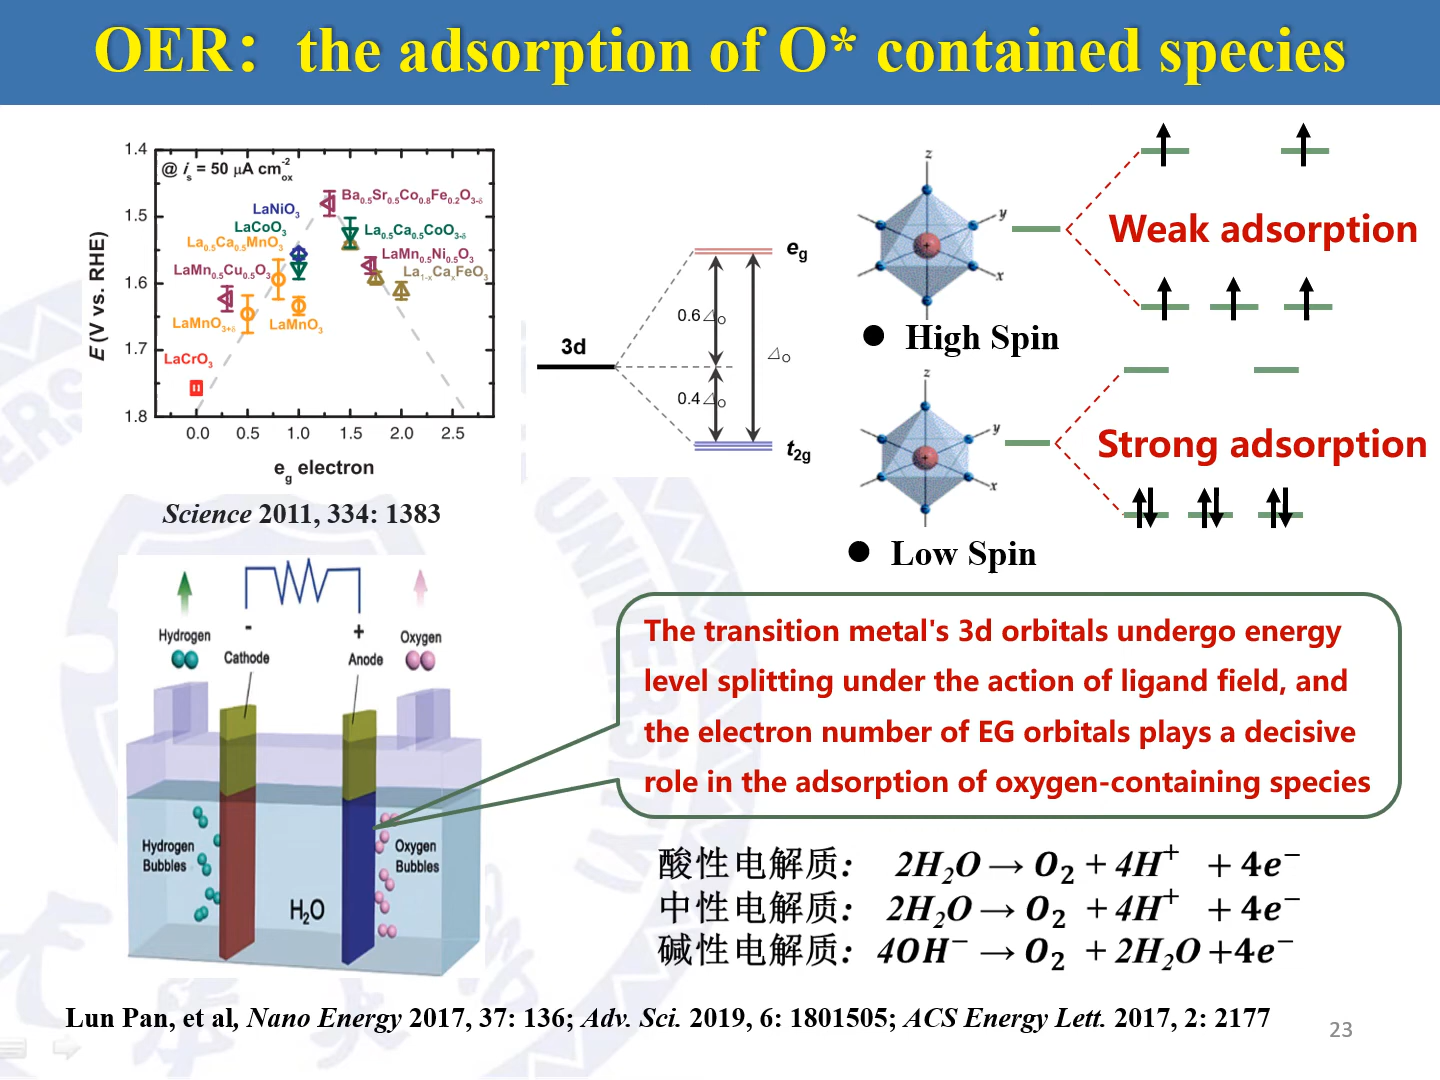 OER：the adsorption of O* contained species
1.4
1.5
1.6
1.7
1.8
E (V vs. RHE)
@ iₛ = 50 μA cm⁻²ₒₓ
Ba₀.₅Sr₀.₅Co₀.₈Fe₀.₂O₃₋δ
LaNiO₃
LaCoO₃
La₀.₅Ca₀.₅CoO₃₋δ
La₀.₅Ca₀.₅MnO₃
LaMn₀.₅Ni₀.₅O₃
LaMn₀.₅Cu₀.₅O₃
La₁₋ₓCaₓFeO₃
LaMnO₃₊δ
LaMnO₃
LaCrO₃
0.0 0.5 1.0 1.5 2.0 2.5
e_g electron
Science 2011, 334: 1383
3d
e_g
0.6△O
△O
0.4△O
t₂g
z
y
x
High Spin
Weak adsorption
z
y
x
Low Spin
Strong adsorption
Hydrogen
-
Cathode
+
Anode
Oxygen
Hydrogen
Bubbles
H₂O
Oxygen
Bubbles
The transition metal's 3d orbitals undergo energy
level splitting under the action of ligand field, and
the electron number of EG orbitals plays a decisive
role in the adsorption of oxygen-containing species
酸性电解质: 2H₂O → O₂ + 4H⁺ + 4e⁻
中性电解质: 2H₂O → O₂ + 4H⁺ + 4e⁻
碱性电解质: 4OH⁻ → O₂ + 2H₂O +4e⁻
Lun Pan, et al, Nano Energy 2017, 37: 136; Adv. Sci. 2019, 6: 1801505; ACS Energy Lett. 2017, 2: 2177
23